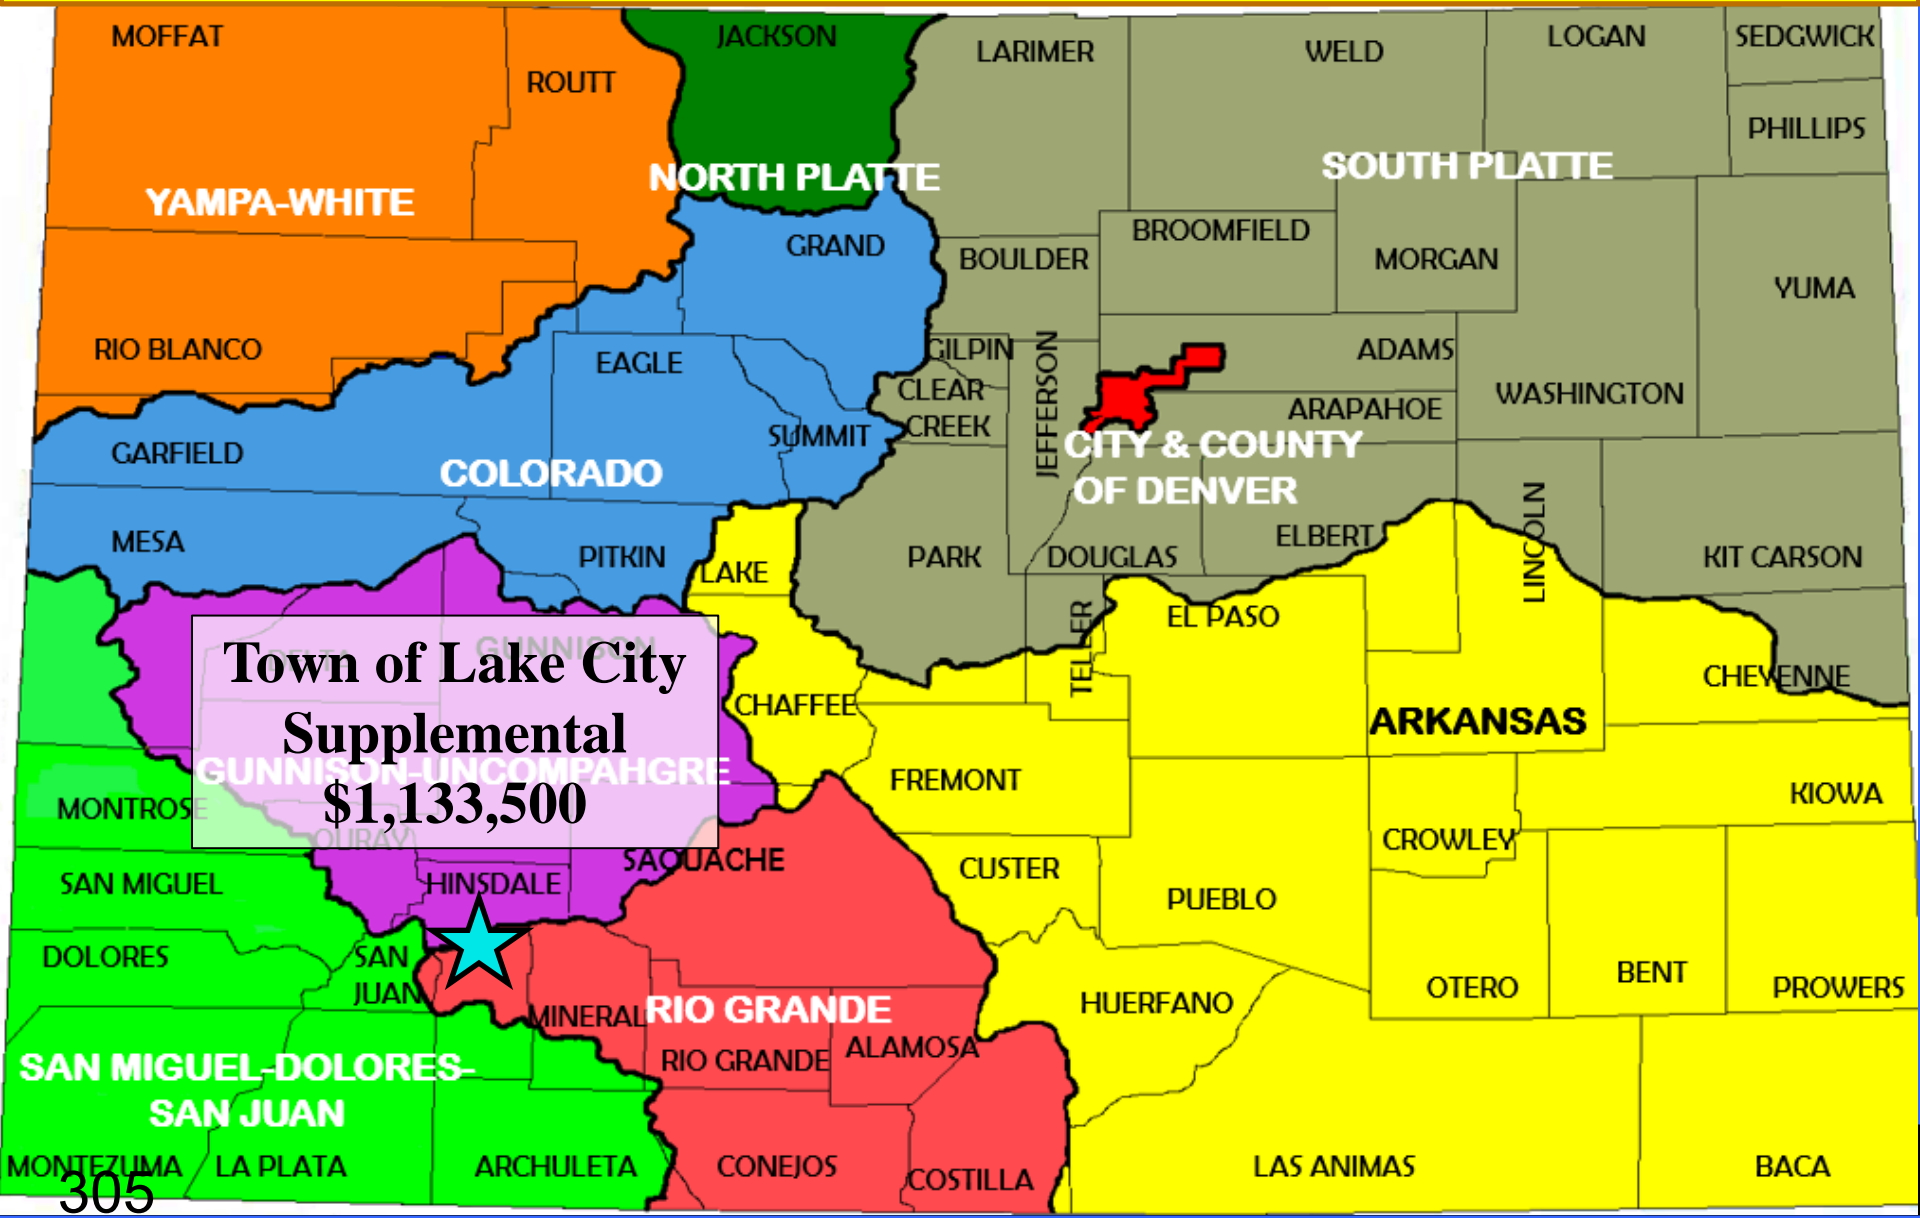 MOFFAT
JACKSON
LARIMER
WELD
LOGAN
SEDGWICK
ROUTT
PHILLIPS
NORTH PLATTE
SOUTH PLATTE
YAMPA-WHITE
GRAND
BOULDER
BROOMFIELD
MORGAN
YUMA
RIO BLANCO
EAGLE
GILPIN
JEFFERSON
ADAMS
CLEAR
CREEK
WASHINGTON
ARAPAHOE
GARFIELD
SUMMIT
COLORADO
CITY & COUNTY
OF DENVER
MESA
PITKIN
LAKE
PARK
DOUGLAS
ELBERT
LINCOLN
KIT CARSON
EL PASO
TELLER
GUNNISON
DELTA
Town of Lake City
Supplemental
$1,133,500
CHAFFEE
CHEYENNE
ARKANSAS
GUNNISON-UNCOMPAHGRE
FREMONT
KIOWA
MONTROSE
OURAY
CROWLEY
SAN MIGUEL
HINSDALE
SAOUACHE
CUSTER
PUEBLO
DOLORES
SAN
JUAN
OTERO
BENT
PROWERS
MINERAL
RIO GRANDE
HUERFANO
RIO GRANDE
ALAMOSA
SAN MIGUEL-DOLORES-
SAN JUAN
MONTEZUMA
LA PLATA
ARCHULETA
CONEJOS
COSTILLA
LAS ANIMAS
BACA
305